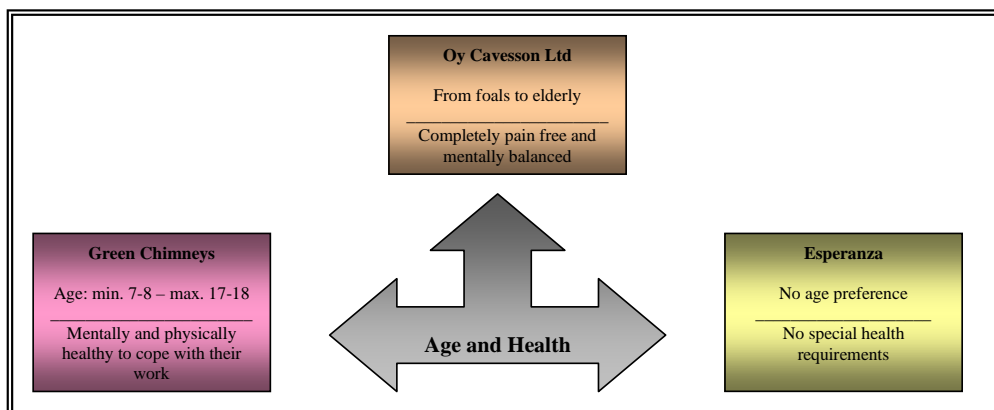 Oy Cavesson Ltd
From foals to elderly
Completely pain free and
mentally balanced
Green Chimneys
Age: min. 7-8 – max. 17-18
Mentally and physically
healthy to cope with their
work
Age and Health
Esperanza
No age preference
No special health
requirements